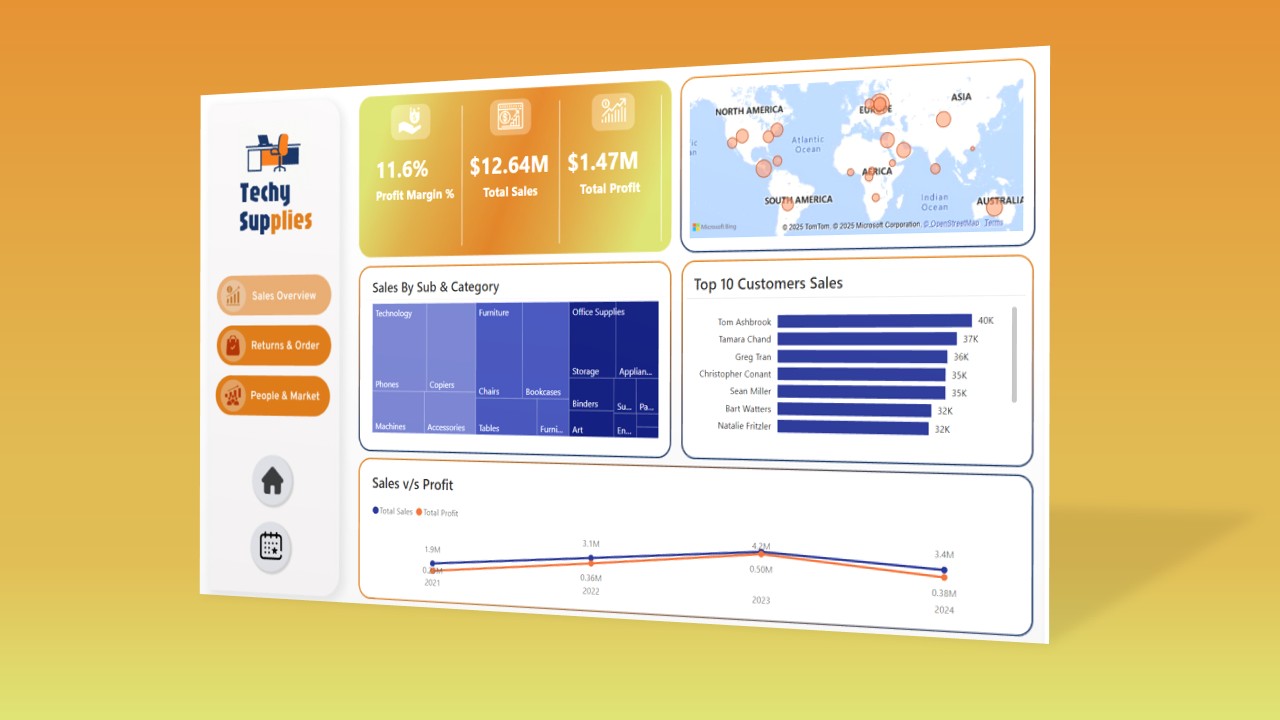 Techy
Supplies
Sales Overview
Returns & Order
People & Market
11.6%
Profit Margin %
$12.64M
Total Sales
$1.47M
Total Profit
NORTH AMERICA
EUROPE
ASIA
Atlantic
Ocean
AFRICA
SOUTH AMERICA
Indian
Ocean
AUSTRALIA
Microsoft Bing
© 2025 TomTom, © 2025 Microsoft Corporation, © OpenStreetMap Terms
Sales By Sub & Category
Technology
Furniture
Office Supplies
Phones
Copiers
Chairs
Bookcases
Storage
Applian...
Binders
Su...
Pa...
Machines
Accessories
Tables
Furni...
Art
En...
Top 10 Customers Sales
Tom Ashbrook 40K
Tamara Chand 37K
Greg Tran 36K
Christopher Conant 35K
Sean Miller 35K
Bart Watters 32K
Natalie Fritzler 32K
Sales v/s Profit
Total Sales Total Profit
1.9M
3.1M
4.2M
3.4M
0.36M
0.50M
0.38M
2021
2022
2023
2024